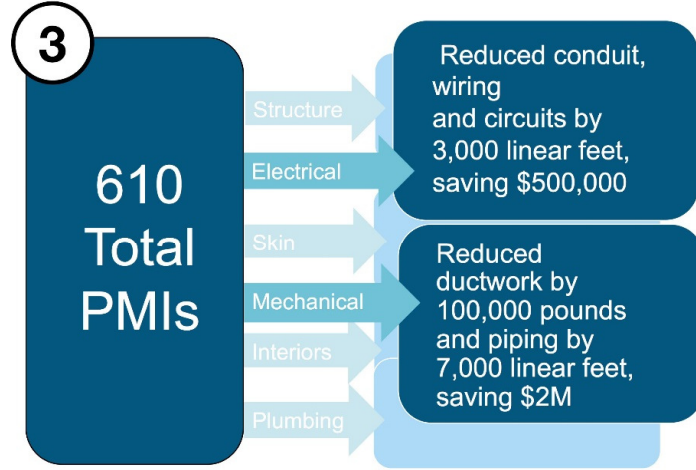 3
610
Total
PMIs
Structure
Electrical
Skin
Mechanical
Interiors
Plumbing
Reduced conduit,
wiring
and circuits by
3,000 linear feet,
saving $500,000
Reduced
ductwork by
100,000 pounds
and piping by
7,000 linear feet,
saving $2M